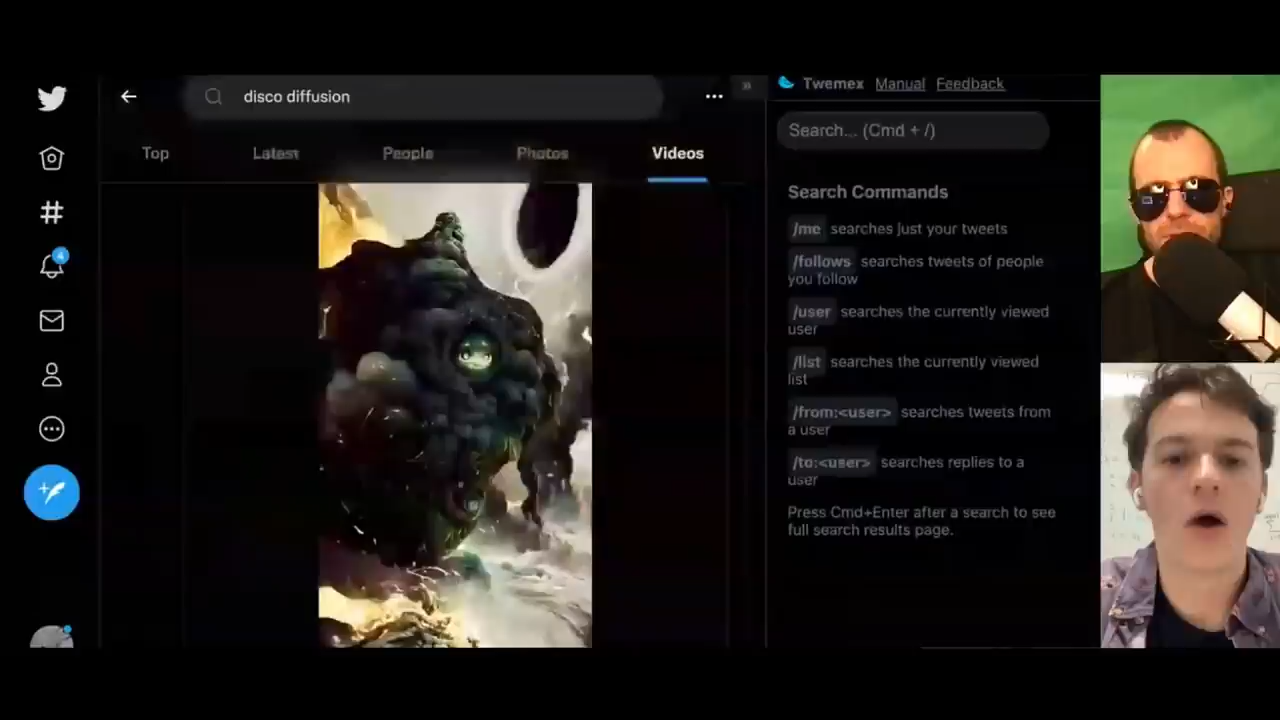 disco diffusion
Top
Latest
People
Photos
Videos
4
Twemex Manual Feedback
Search... (Cmd + /)
Search Commands
/me searches just your tweets
/follows searches tweets of people
you follow
/user searches the currently viewed
user
/list searches the currently viewed
list
/from:<user> searches tweets from
a user
/to:<user> searches replies to a
user
Press Cmd+Enter after a search to see
full search results page.